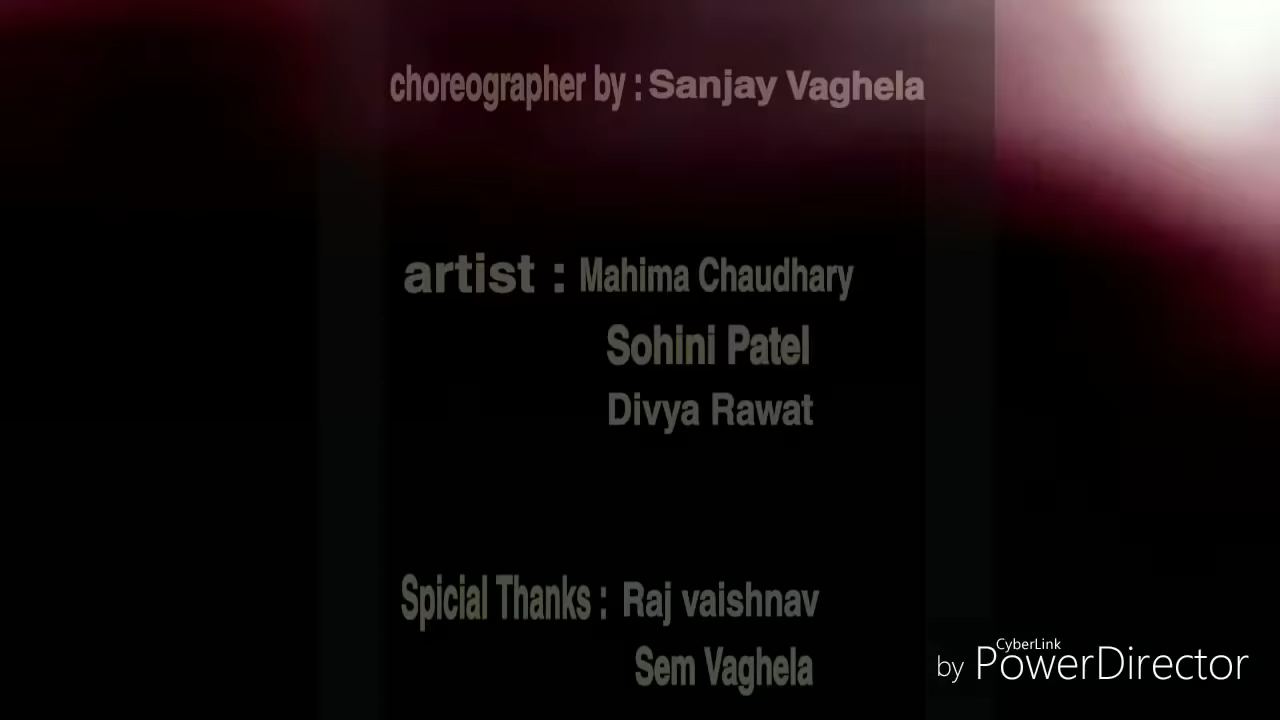 choreographer by : Sanjay Vaghela
artist : Mahima Chaudhary
Sohini Patel
Divya Rawat
Spicial Thanks : Raj vaishnav
Sem Vaghela
CyberLink
by PowerDirector